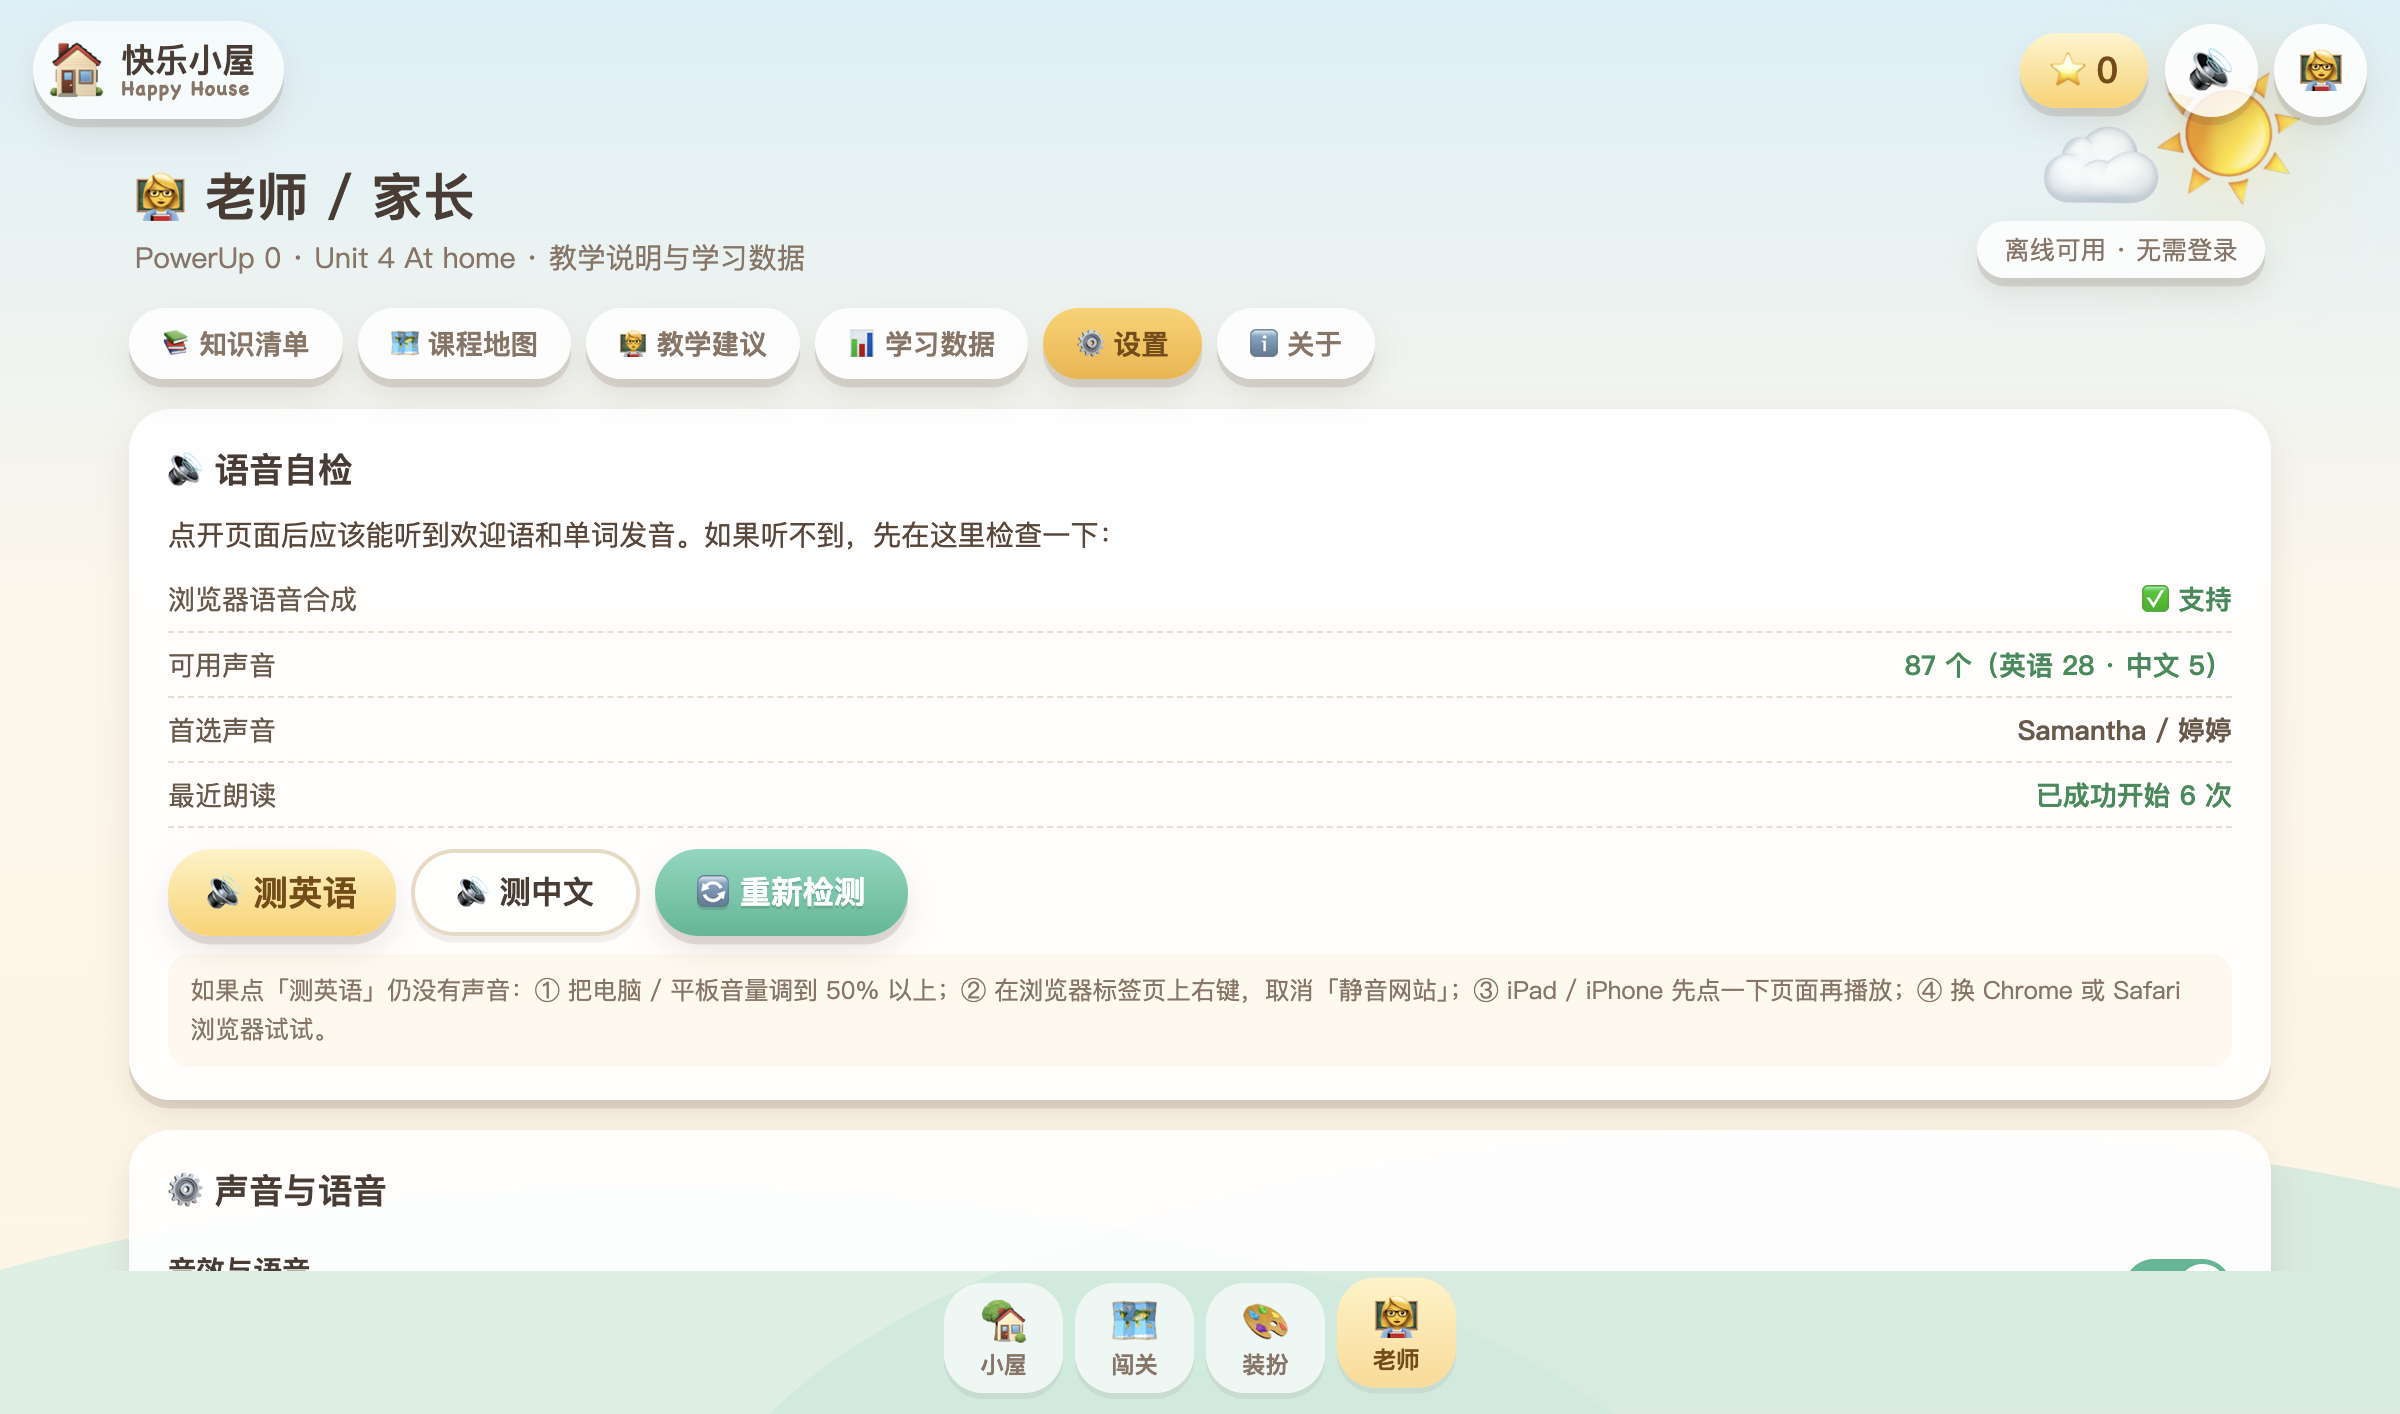 快乐小屋
Happy House
0
老师 / 家长
PowerUp 0 · Unit 4 At home · 教学说明与学习数据
离线可用 · 无需登录
知识清单
课程地图
教学建议
学习数据
设置
关于
语音自检
点开页面后应该能听到欢迎语和单词发音。如果听不到，先在这里检查一下：
浏览器语音合成
支持
可用声音
87 个（英语 28 · 中文 5）
首选声音
Samantha / 婷婷
最近朗读
已成功开始 6 次
测英语
测中文
重新检测
如果点「测英语」仍没有声音：① 把电脑 / 平板音量调到 50% 以上；② 在浏览器标签页上右键，取消「静音网站」；③ iPad / iPhone 先点一下页面再播放；④ 换 Chrome 或 Safari
浏览器试试。
声音与语音
音效与语音
小屋
闯关
装扮
老师